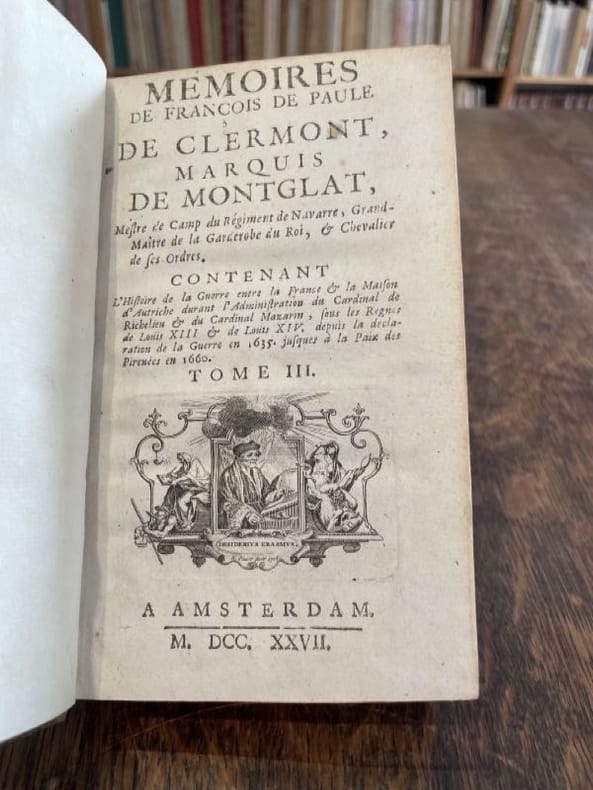 MEMOIRES
DE FRANÇOIS DE PAULE
DE CLERMONT,
MARQUIS
DE MONTGLAT,
Mestre de Camp du Régiment de Navarre, Grand-
Maître de la Garderobe du Roi, & Chevalier
de ses Ordres.
CONTENANT
L'Histoire de la Guerre entre la France & la Maison
d'Autriche durant l'Administration du Cardinal de
Richelieu & du Cardinal Mazarin, sous les Regnes
de Louis XIII & de Louis XIV. depuis la décla-
ration de la Guerre en 1635. jusques à la Paix des
Pirenées en 1660.
TOME III.
DESIDERIUS ERASMUS.
A AMSTERDAM.
M. DCC. XXVII.